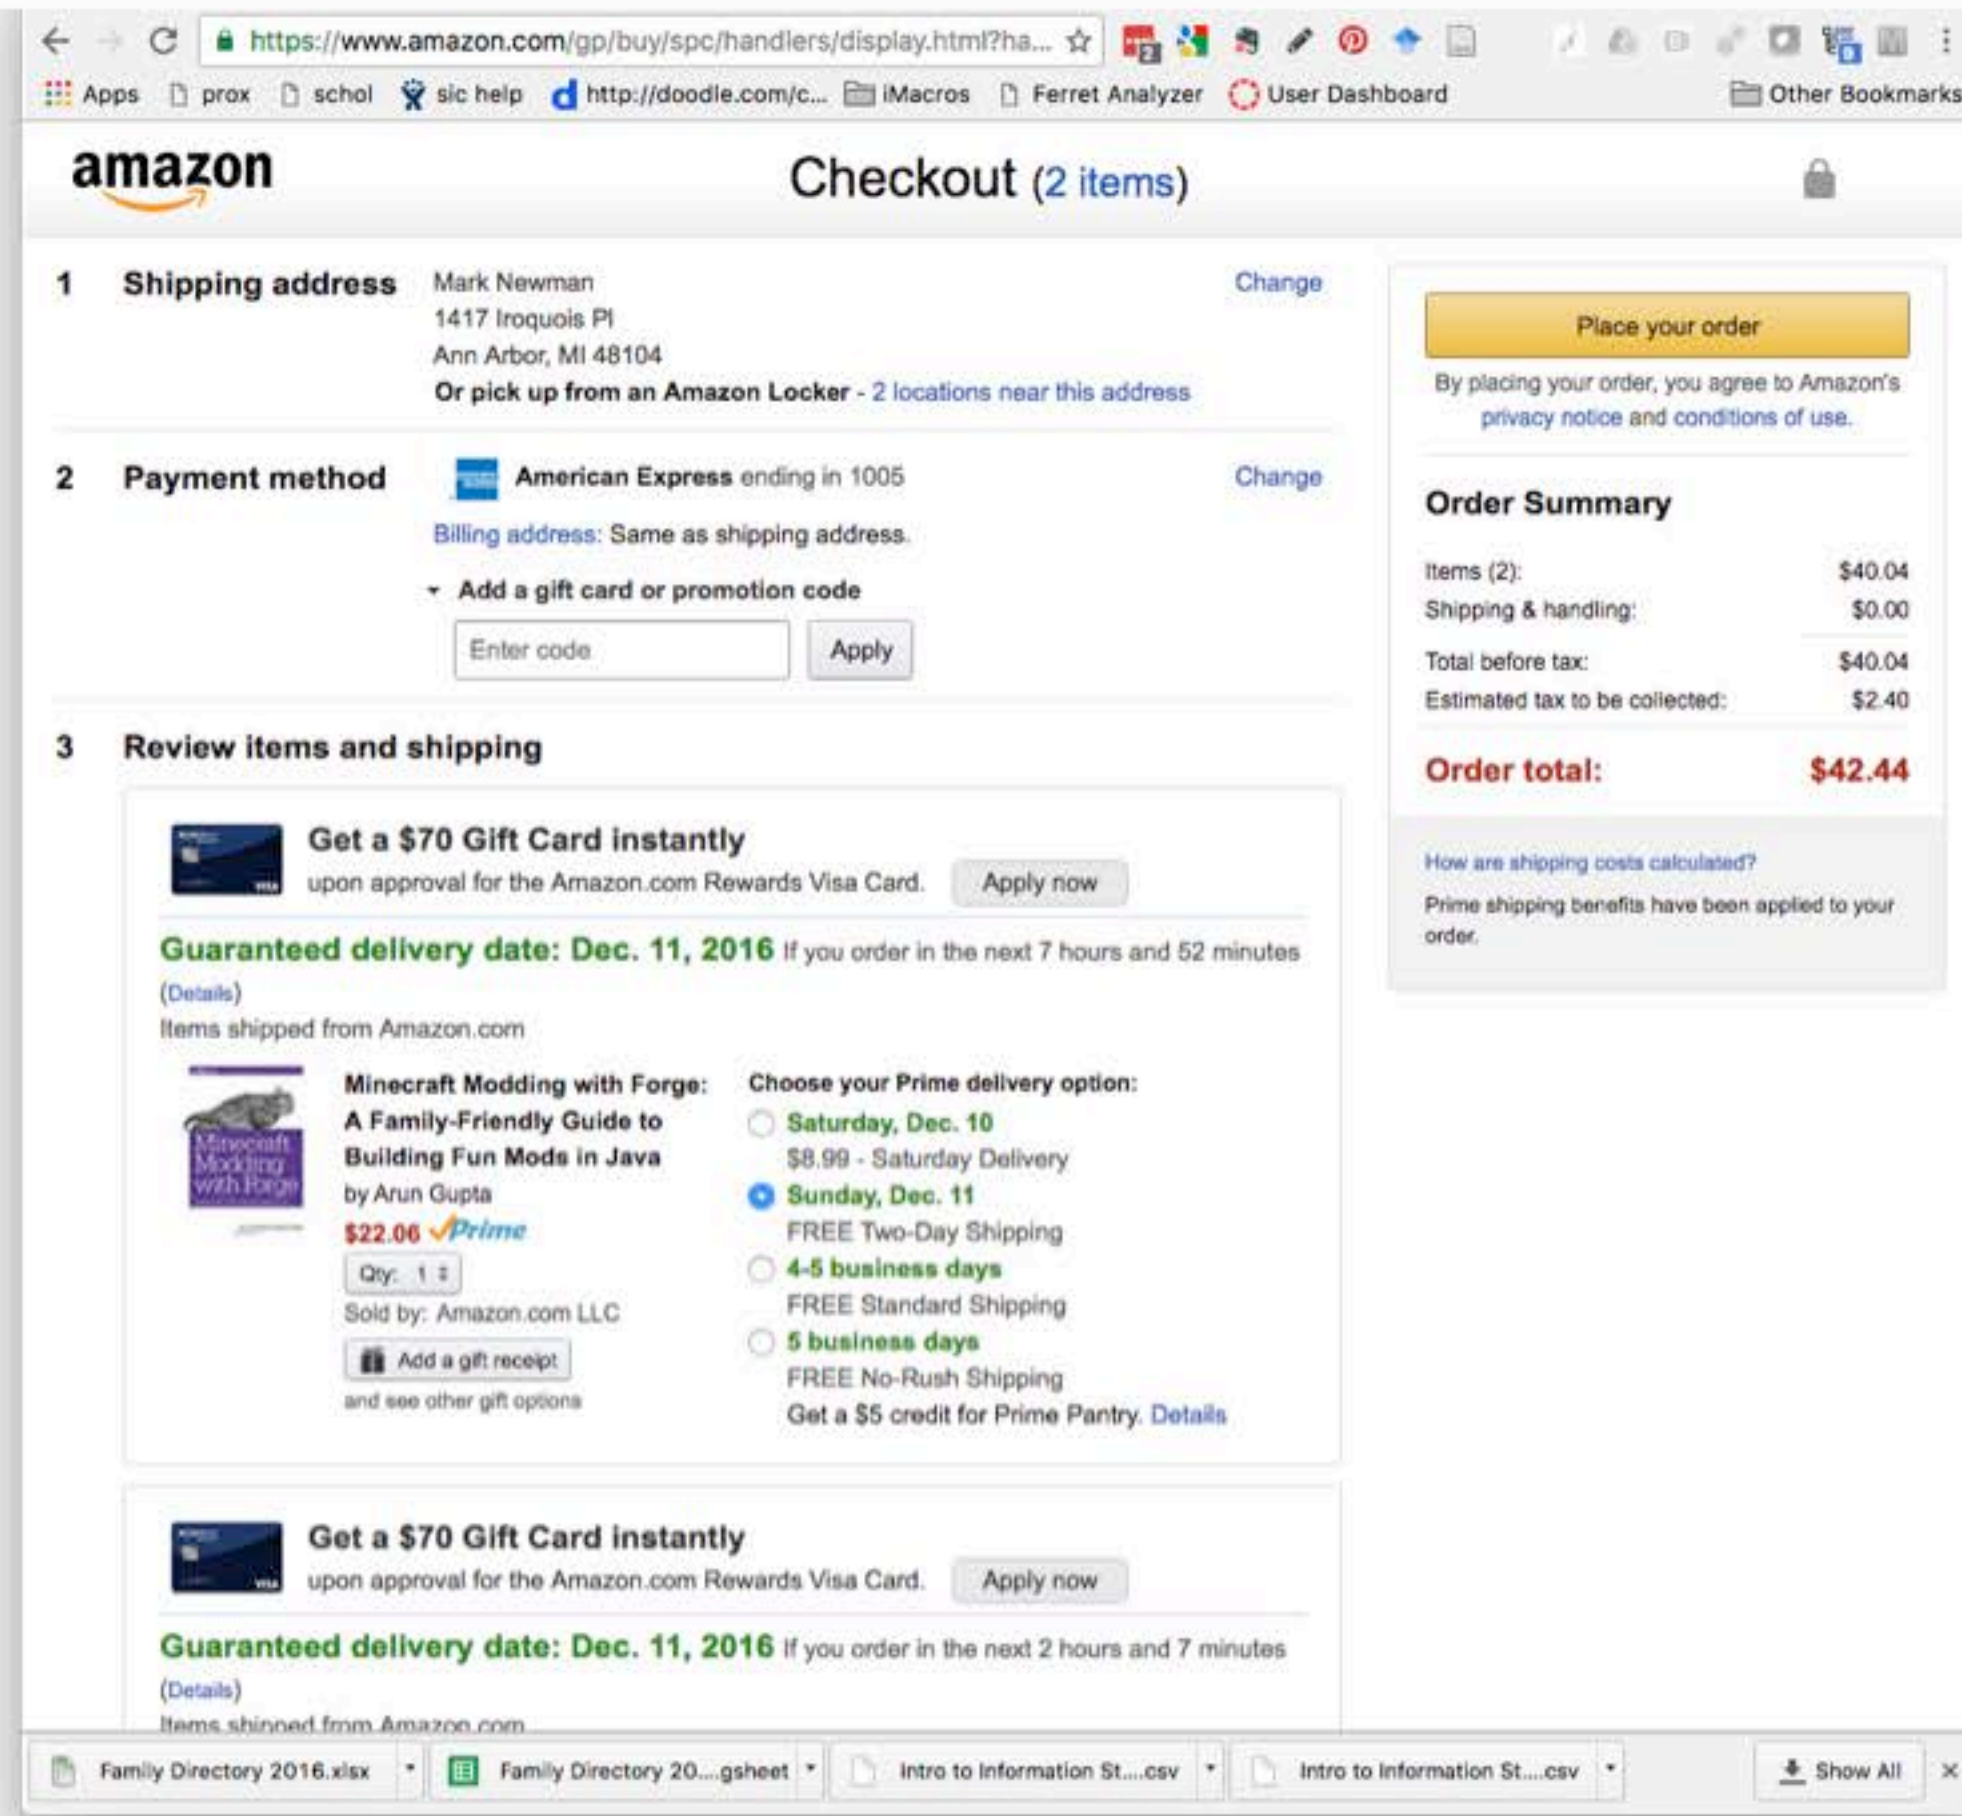 https://www.amazon.com/gp/buy/spc/handlers/display.html?ha...
Apps prox schol sic help http://doodle.com/c... iMacros Ferret Analyzer User Dashboard Other Bookmarks
amazon Checkout (2 items)
1 Shipping address Mark Newman Change
1417 Iroquois Pl
Ann Arbor, MI 48104
Or pick up from an Amazon Locker - 2 locations near this address
2 Payment method American Express ending in 1005 Change
Billing address: Same as shipping address.
Add a gift card or promotion code
Enter code Apply
3 Review items and shipping
Get a $70 Gift Card instantly
upon approval for the Amazon.com Rewards Visa Card. Apply now
VISA
Guaranteed delivery date: Dec. 11, 2016 If you order in the next 7 hours and 52 minutes
(Details)
Items shipped from Amazon.com
Minecraft
Modding
with Forge
Minecraft Modding with Forge:
A Family-Friendly Guide to
Building Fun Mods in Java
by Arun Gupta
$22.06 Prime
Qty: 1
Sold by: Amazon.com LLC
Add a gift receipt
and see other gift options
Choose your Prime delivery option:
Saturday, Dec. 10
$8.99 - Saturday Delivery
Sunday, Dec. 11
FREE Two-Day Shipping
4-5 business days
FREE Standard Shipping
5 business days
FREE No-Rush Shipping
Get a $5 credit for Prime Pantry. Details
Get a $70 Gift Card instantly
upon approval for the Amazon.com Rewards Visa Card. Apply now
VISA
Guaranteed delivery date: Dec. 11, 2016 If you order in the next 2 hours and 7 minutes
(Details)
Items shipped from Amazon.com
Place your order
By placing your order, you agree to Amazon's
privacy notice and conditions of use.
Order Summary
Items (2): $40.04
Shipping & handling: $0.00
Total before tax: $40.04
Estimated tax to be collected: $2.40
Order total: $42.44
How are shipping costs calculated?
Prime shipping benefits have been applied to your
order.
Family Directory 2016.xlsx Family Directory 20....gsheet Intro to Information St....csv Intro to Information St....csv Show All